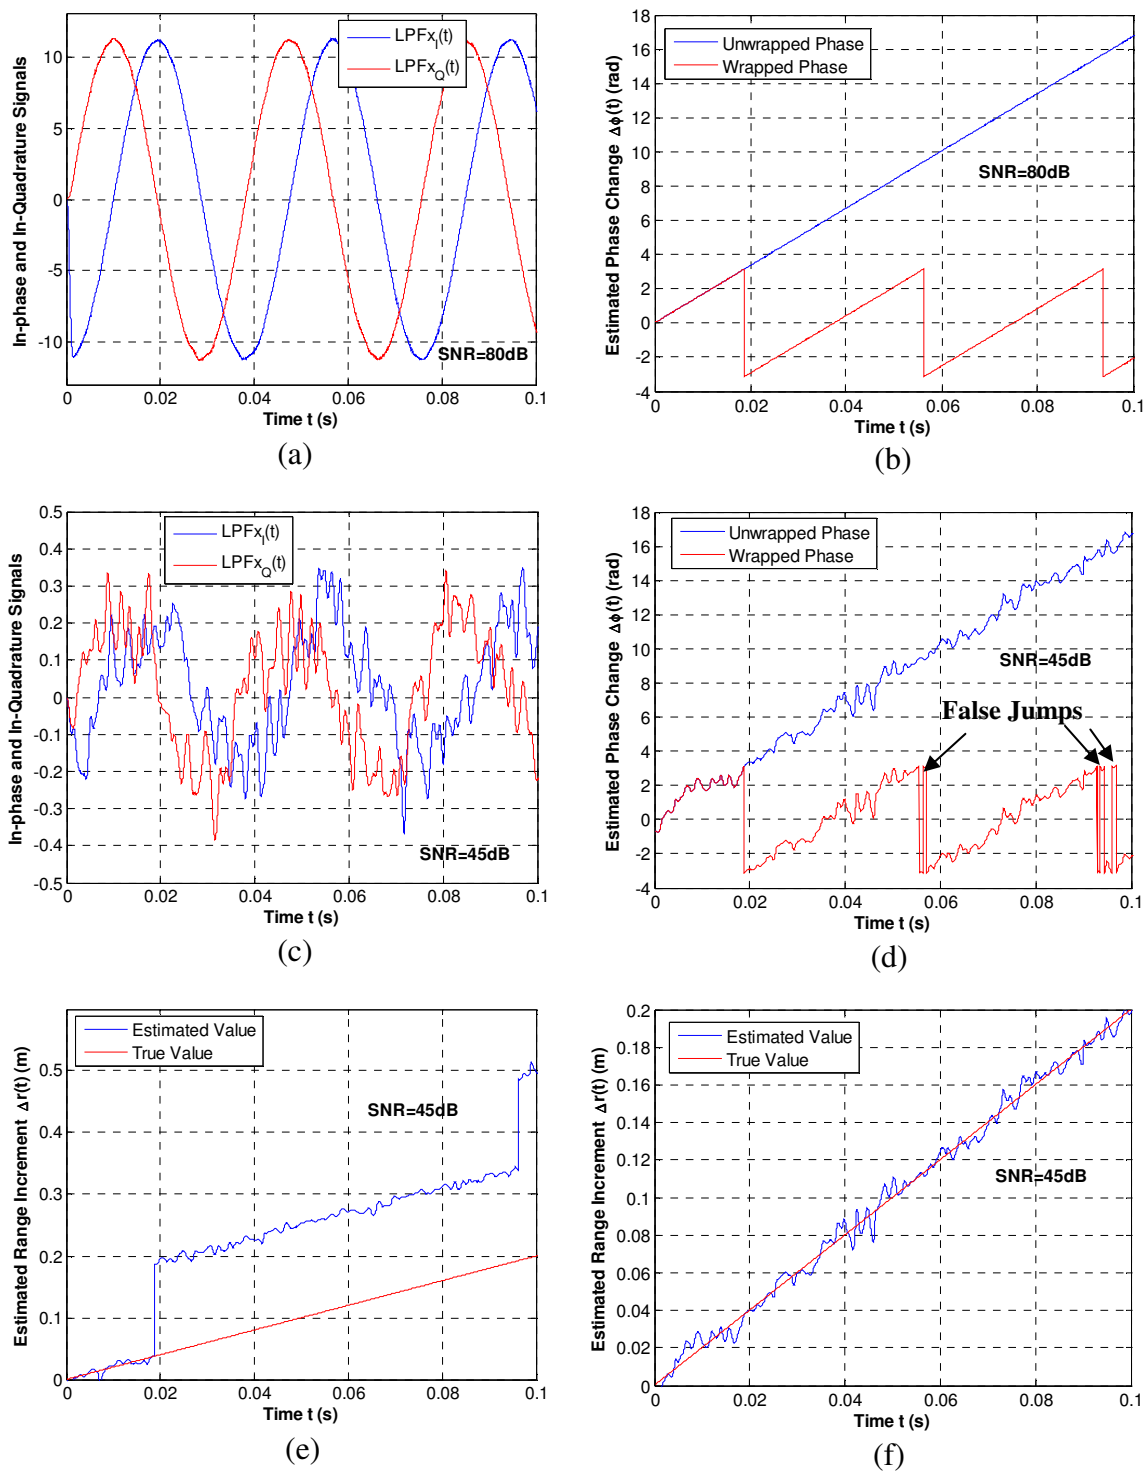 In-phase and In-Quadrature Signals
10
5
0
-5
-10
LPFx_I(t)
LPFx_Q(t)
SNR=80dB
0 0.02 0.04 0.06 0.08 0.1
Time t (s)
(a)
Estimated Phase Change Δϕ(t) (rad)
18
16
14
12
10
8
6
4
2
0
-2
-4
Unwrapped Phase
Wrapped Phase
SNR=80dB
0 0.02 0.04 0.06 0.08 0.1
Time t (s)
(b)
In-phase and In-Quadrature Signals
0.5
0.4
0.3
0.2
0.1
0
-0.1
-0.2
-0.3
-0.4
-0.5
LPFx_I(t)
LPFx_Q(t)
SNR=45dB
0 0.02 0.04 0.06 0.08 0.1
Time t (s)
(c)
Estimated Phase Change Δϕ(t) (rad)
18
16
14
12
10
8
6
4
2
0
-2
-4
Unwrapped Phase
Wrapped Phase
SNR=45dB
False Jumps
0 0.02 0.04 0.06 0.08 0.1
Time t (s)
(d)
Estimated Range Increment Δr(t) (m)
0.5
0.4
0.3
0.2
0.1
0
Estimated Value
True Value
SNR=45dB
0 0.02 0.04 0.06 0.08 0.1
Time t (s)
(e)
Estimated Range Increment Δr(t) (m)
0.2
0.18
0.16
0.14
0.12
0.1
0.08
0.06
0.04
0.02
0
Estimated Value
True Value
SNR=45dB
0 0.02 0.04 0.06 0.08 0.1
Time t (s)
(f)